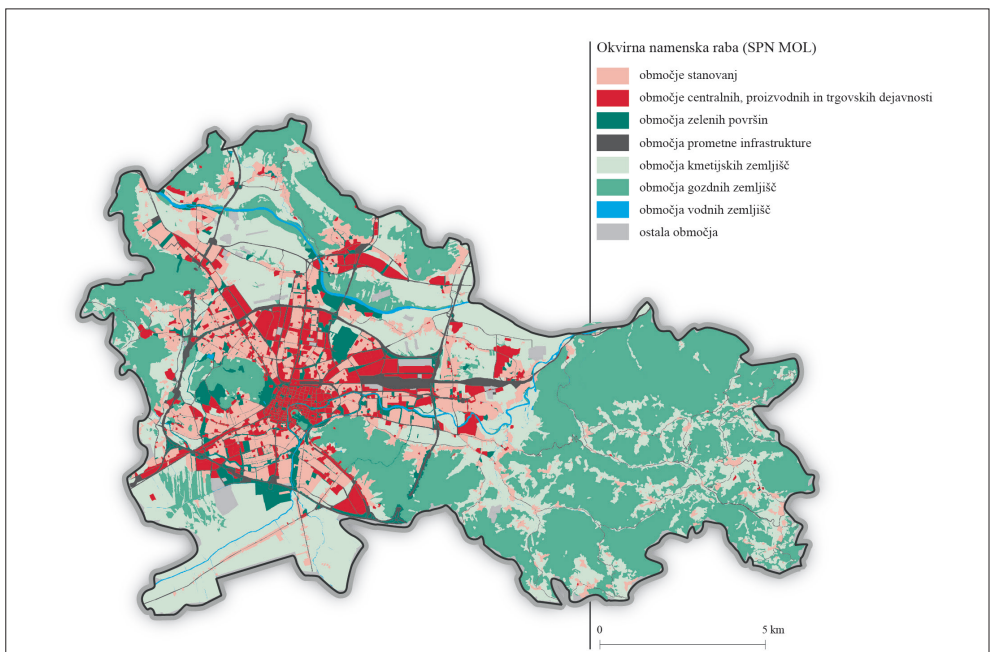 Okvirna namenska raba (SPN MOL)
območje stanovanj
območje centralnih, proizvodnih in trgovskih dejavnosti
območja zelenih površin
območja prometne infrastrukture
območja kmetijskih zemljišč
območja gozdnih zemljišč
območja vodnih zemljišč
ostala območja
0 5 km